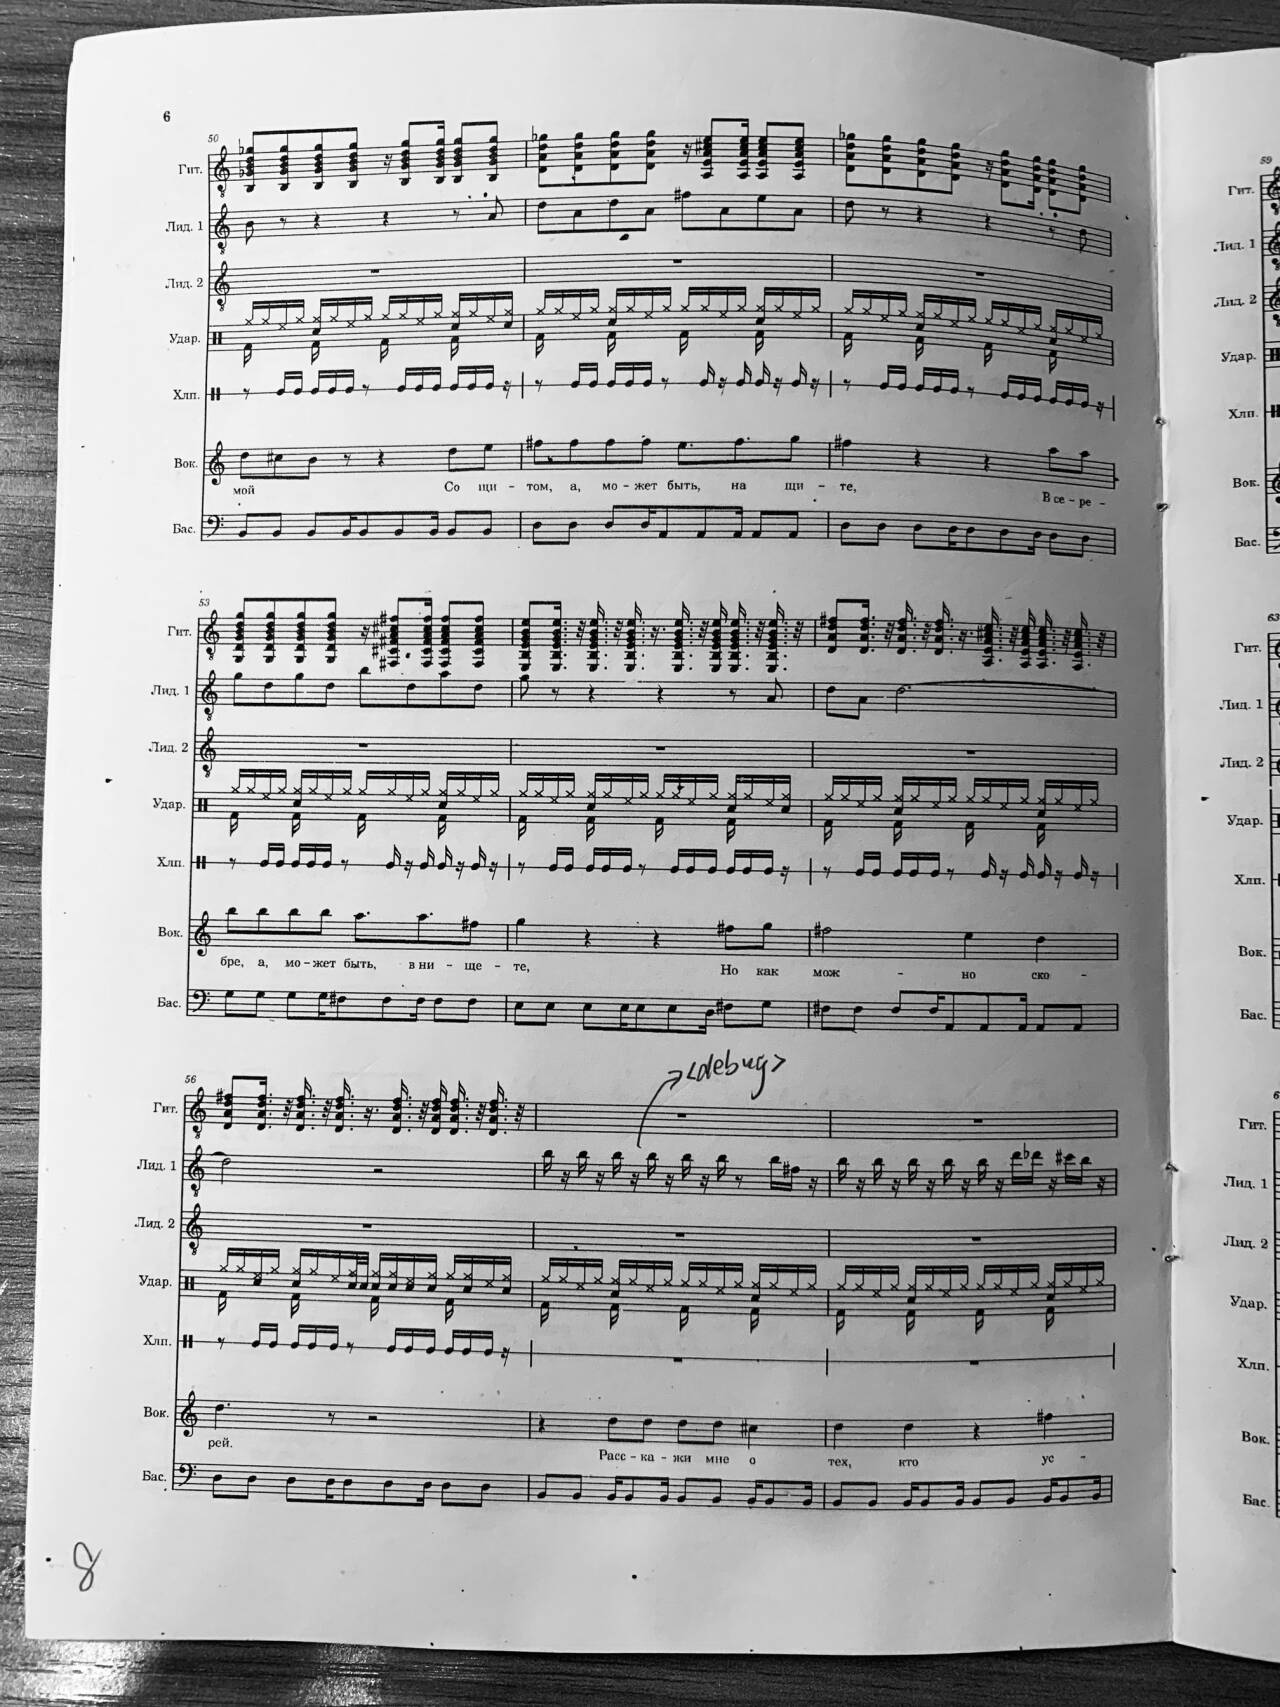 6
50
Гит.
Лид. 1
Лид. 2
Удар.
Хлп.
Вок.
мой Со щи - том, а, мо - жет быть, на щи - те, В се - ре -
Бас.
53
Гит.
Лид. 1
Лид. 2
Удар.
Хлп.
Вок.
бре, а, мо - жет быть, в ни - ще - те, Но как мож - но ско -
Бас.
<debug>
56
Гит.
Лид. 1
Лид. 2
Удар.
Хлп.
Вок.
рей. Расс - ка - жи мне о тех, кто ус -
Бас.
8
59
Гит.
Лид. 1
Лид. 2
Удар.
Хлп.
Вок.
Бас.
63
Гит.
Лид. 1
Лид. 2
Удар.
Хлп.
Вок.
Бас.
Гит.
Лид. 1
Лид. 2
Удар.
Хлп.
Вок.
Бас.